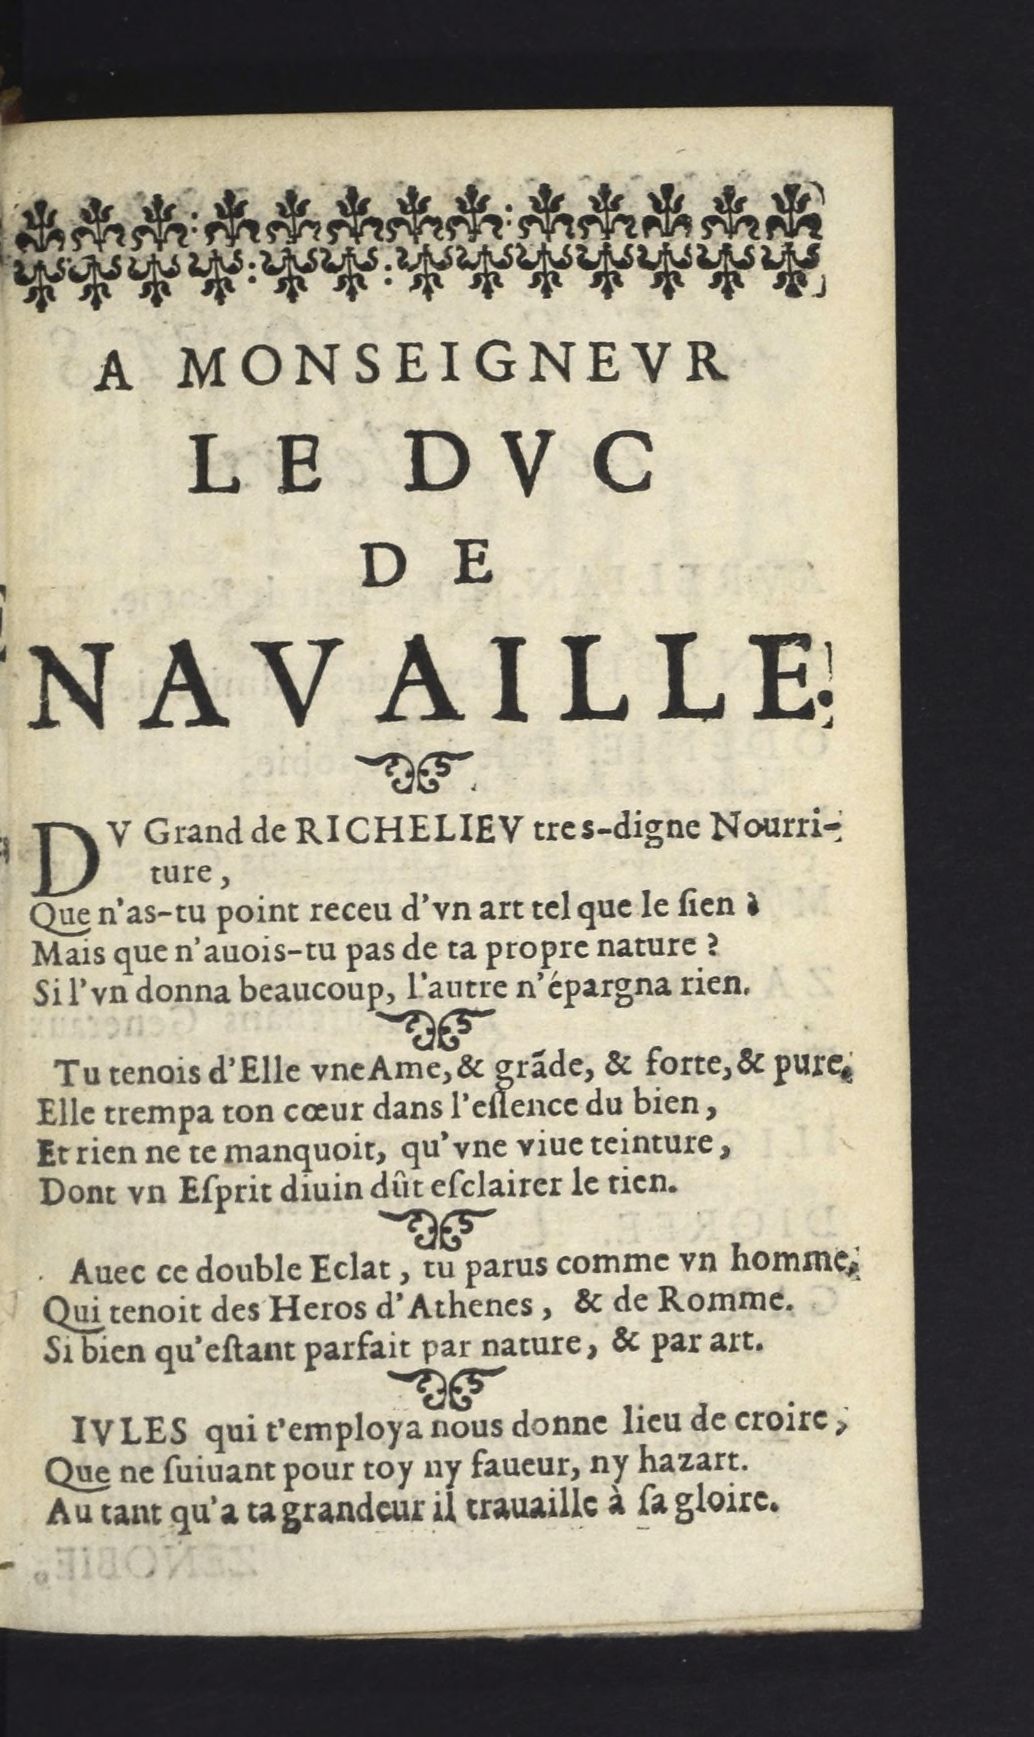 A MONSEIGNEVR
LE DVC
DE
NAVAILLE.
DV Grand de RICHELIEV tres-digne Nourri-
ture,
Que n'as-tu point receu d'vn art tel que le ſien ?
Mais que n'auois-tu pas de ta propre nature ?
Si l'vn donna beaucoup, l'autre n'épargna rien.
Tu tenois d'Elle vne Ame, & grãde, & forte, & pure.
Elle trempa ton cœur dans l'eſſence du bien,
Et rien ne te manquoit, qu'vne viue teinture,
Dont vn Eſprit diuin dût eſclairer le tien.
Auec ce double Eclat, tu parus comme vn homme,
Qui tenoit des Heros d'Athenes, & de Romme.
Si bien qu'eſtant parfait par nature, & par art.
IVLES qui t'employa nous donne lieu de croire,
Que ne ſuiuant pour toy ny faueur, ny hazart.
Au tant qu'a ta grandeur il trauaille à ſa gloire.